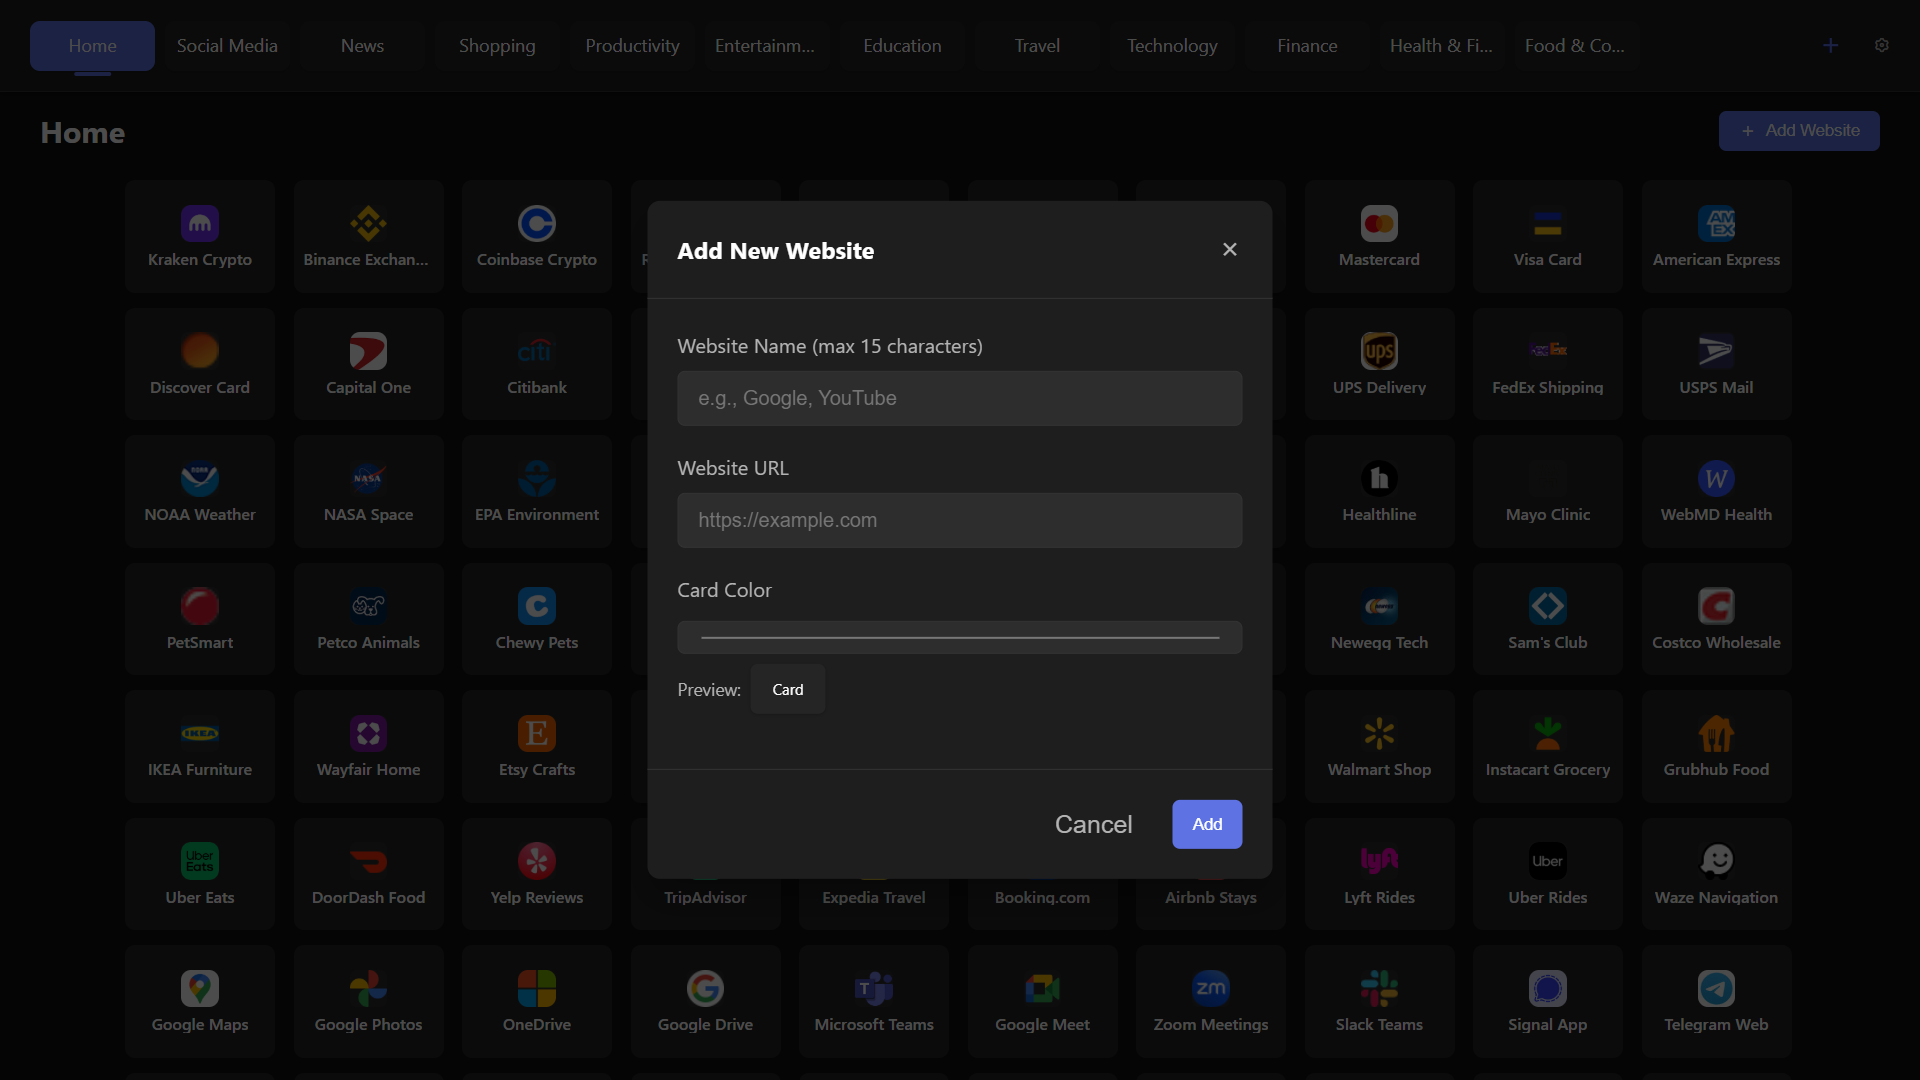 Home Social Media News Shopping Productivity Entertainm... Education Travel Technology Finance Health & Fi... Food & Co...
Home
+ Add Website
Kraken Crypto Binance Exchan... Coinbase Crypto Mastercard Visa Card American Express
Discover Card Capital One Citibank UPS Delivery FedEx Shipping USPS Mail
NOAA Weather NASA Space EPA Environment Healthline Mayo Clinic WebMD Health
PetSmart Petco Animals Chewy Pets Newegg Tech Sam's Club Costco Wholesale
IKEA Furniture Wayfair Home Etsy Crafts Walmart Shop Instacart Grocery Grubhub Food
Add New Website
Website Name (max 15 characters)
e.g., Google, YouTube
Website URL
https://example.com
Card Color
Preview: Card
Cancel Add
Uber Eats DoorDash Food Yelp Reviews TripAdvisor Expedia Travel Booking.com Airbnb Stays Lyft Rides Uber Rides Waze Navigation
Google Maps Google Photos OneDrive Google Drive Microsoft Teams Google Meet Zoom Meetings Slack Teams Signal App Telegram Web